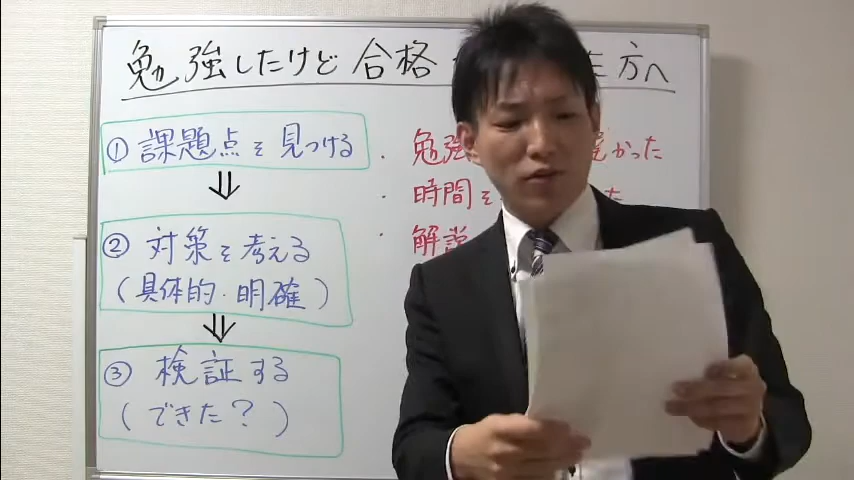 勉強したけど合格 方へ
① 課題点を見つける
⇓
② 対策を考える
(具体的・明確)
⇓
③ 検証する
(できた?)
・勉強 かった
・時間を た
・解説